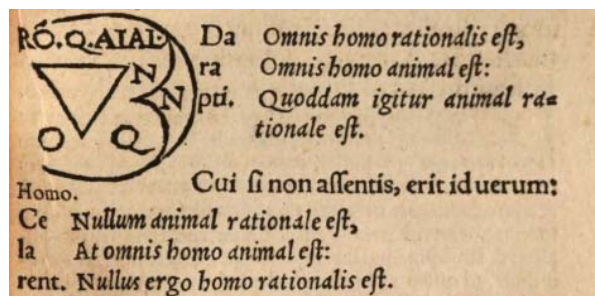 RÓ. Q. AIAL. Da Omnis homo rationalis eſt,
N ra Omnis homo animal eſt:
N pti. Quoddam igitur animal ra=
O Q tionale eſt.
Homo. Cui ſi non aſſentis, erit id uerum:
Ce Nullum animal rationale eſt,
la At omnis homo animal eſt:
rent. Nullus ergo homo rationalis eſt.